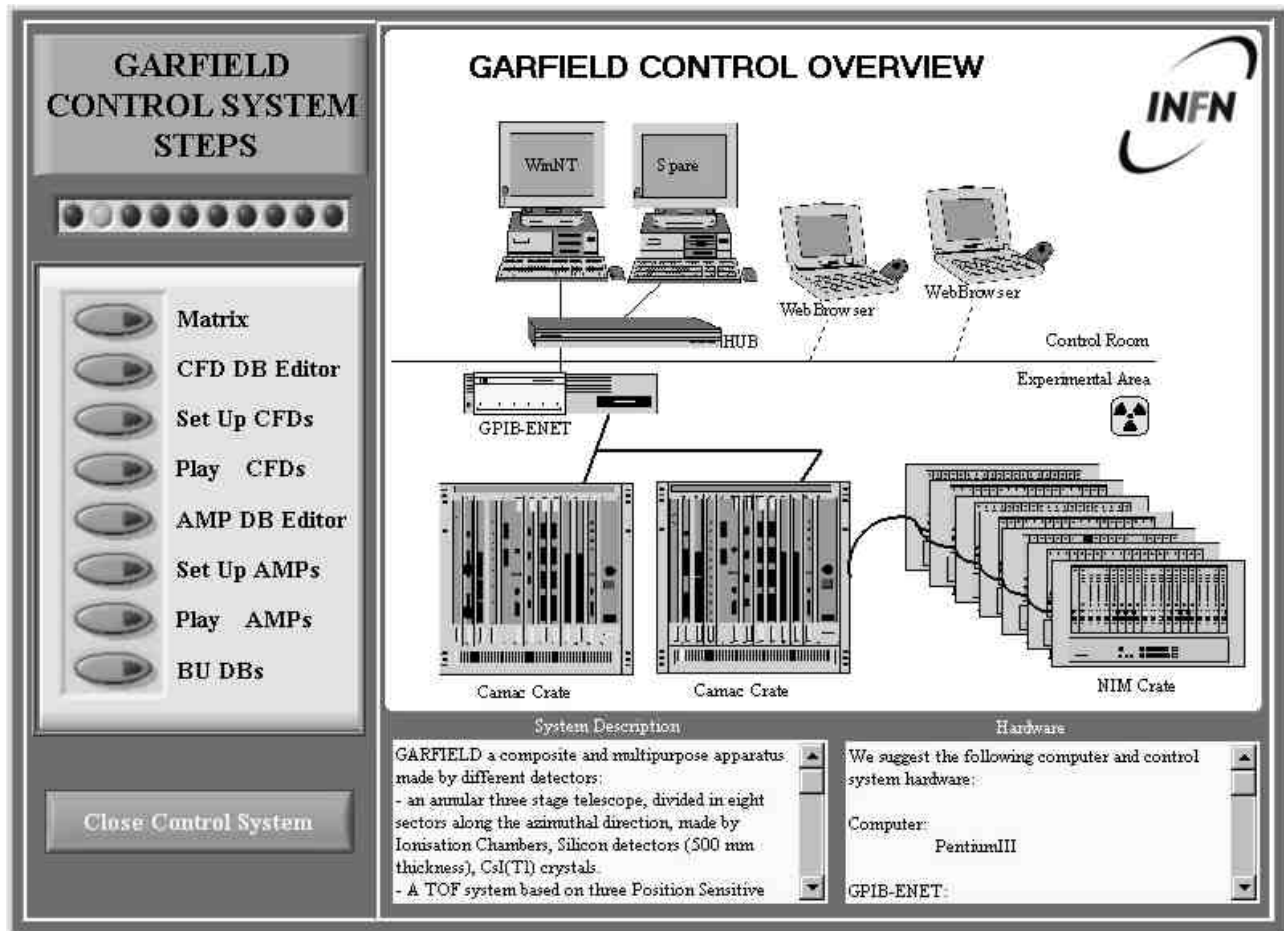 GARFIELD
CONTROL SYSTEM
STEPS
Matrix
CFD DB Editor
Set Up CFDs
Play CFDs
AMP DB Editor
Set Up AMPs
Play AMPs
BU DBs
Close Control System
GARFIELD CONTROL OVERVIEW
INFN
WinNT
Spare
WebBrowser
WebBrowser
HUB
Control Room
Experimental Area
GPIB-ENET
Camac Crate
Camac Crate
NIM Crate
System Description
GARFIELD a composite and multipurpose apparatus
made by different detectors:
- an annular three stage telescope, divided in eight
sectors along the azimuthal direction, made by
Ionisation Chambers, Silicon detectors (500 mm
thickness), CsI(Tl) crystals.
- A TOF system based on three Position Sensitive
Hardware
We suggest the following computer and control
system hardware:
Computer:
PentiumIII
GPIB-ENET: